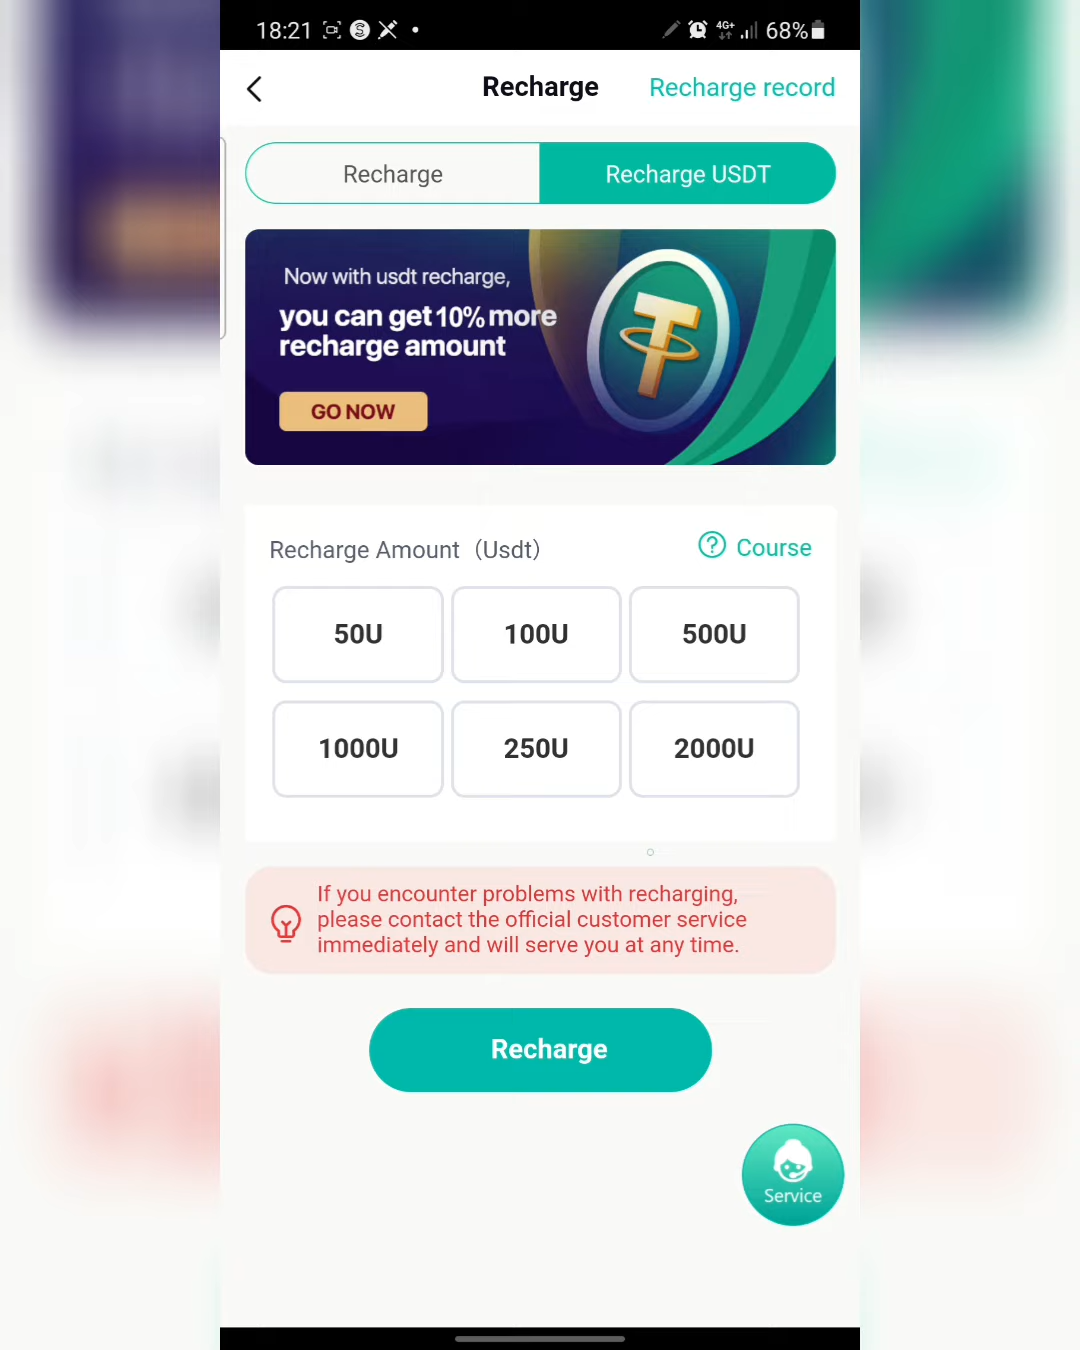 18:21
4G+
68%
Recharge
Recharge record
Recharge
Recharge USDT
Now with usdt recharge,
you can get 10% more
recharge amount
GO NOW
Recharge Amount（Usdt）
Course
50U
100U
500U
1000U
250U
2000U
If you encounter problems with recharging,
please contact the official customer service
immediately and will serve you at any time.
Recharge
Service